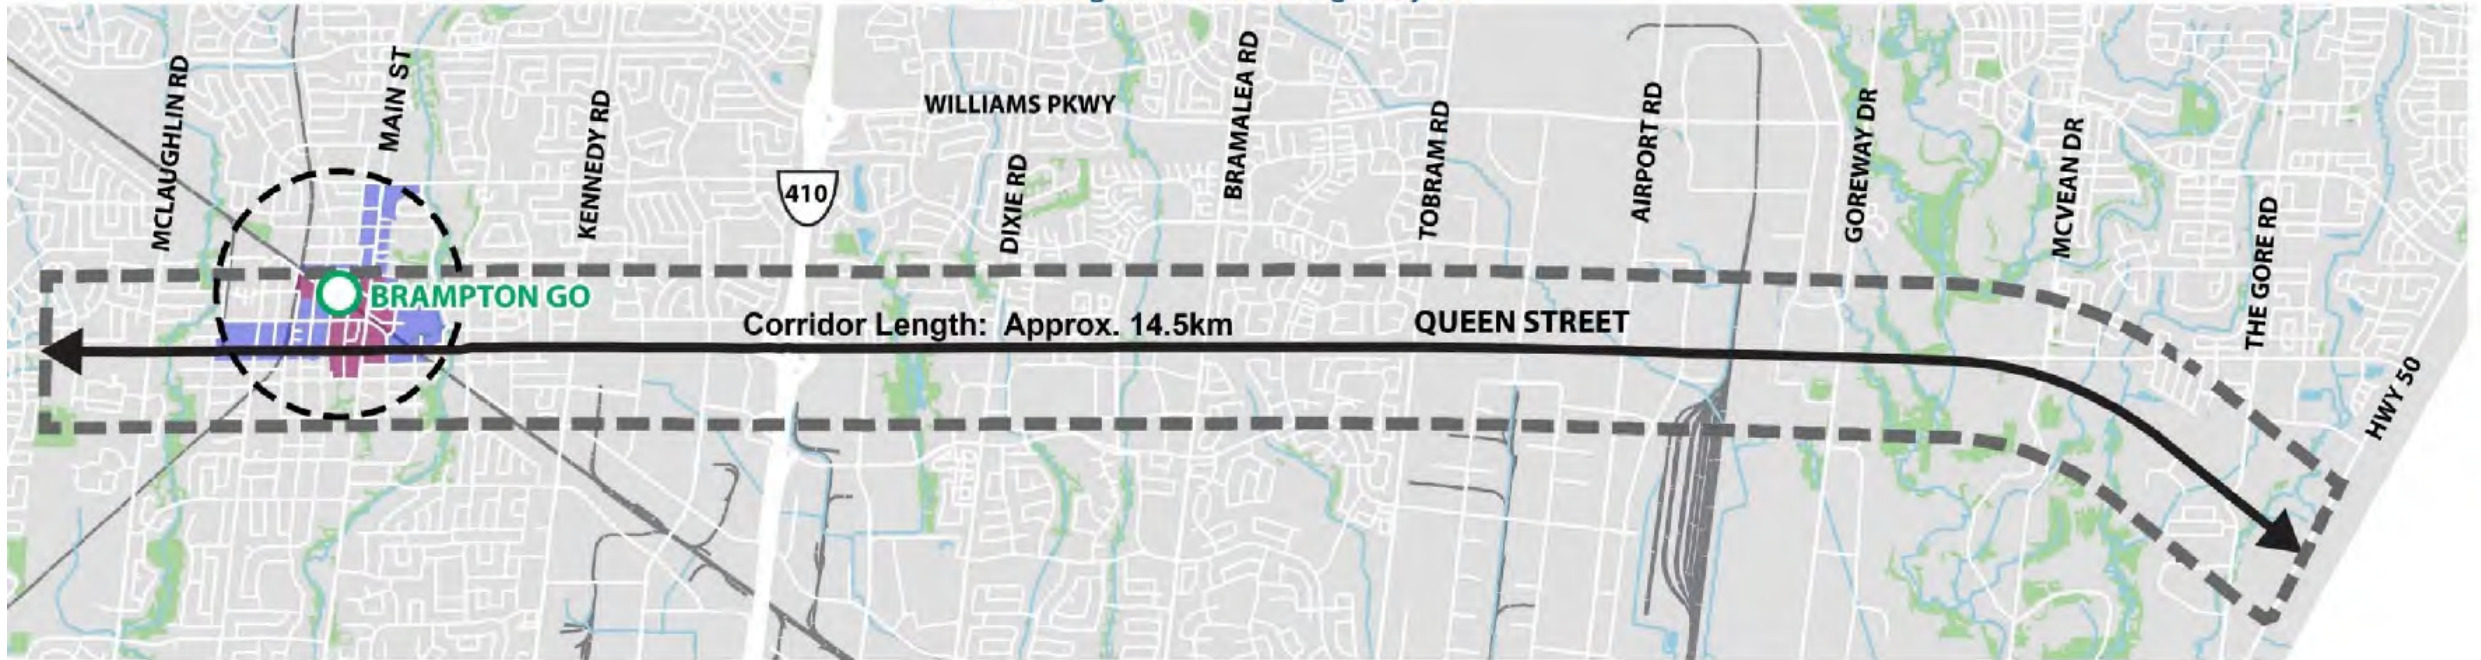 MCLAUGHLIN RD
MAIN ST
KENNEDY RD
410
WILLIAMS PKWY
DIXIE RD
BRAMALEA RD
TOBRAM RD
AIRPORT RD
GOREWAY DR
MCVEAN DR
THE GORE RD
HWY 50
BRAMPTON GO
Corridor Length: Approx. 14.5km
QUEEN STREET